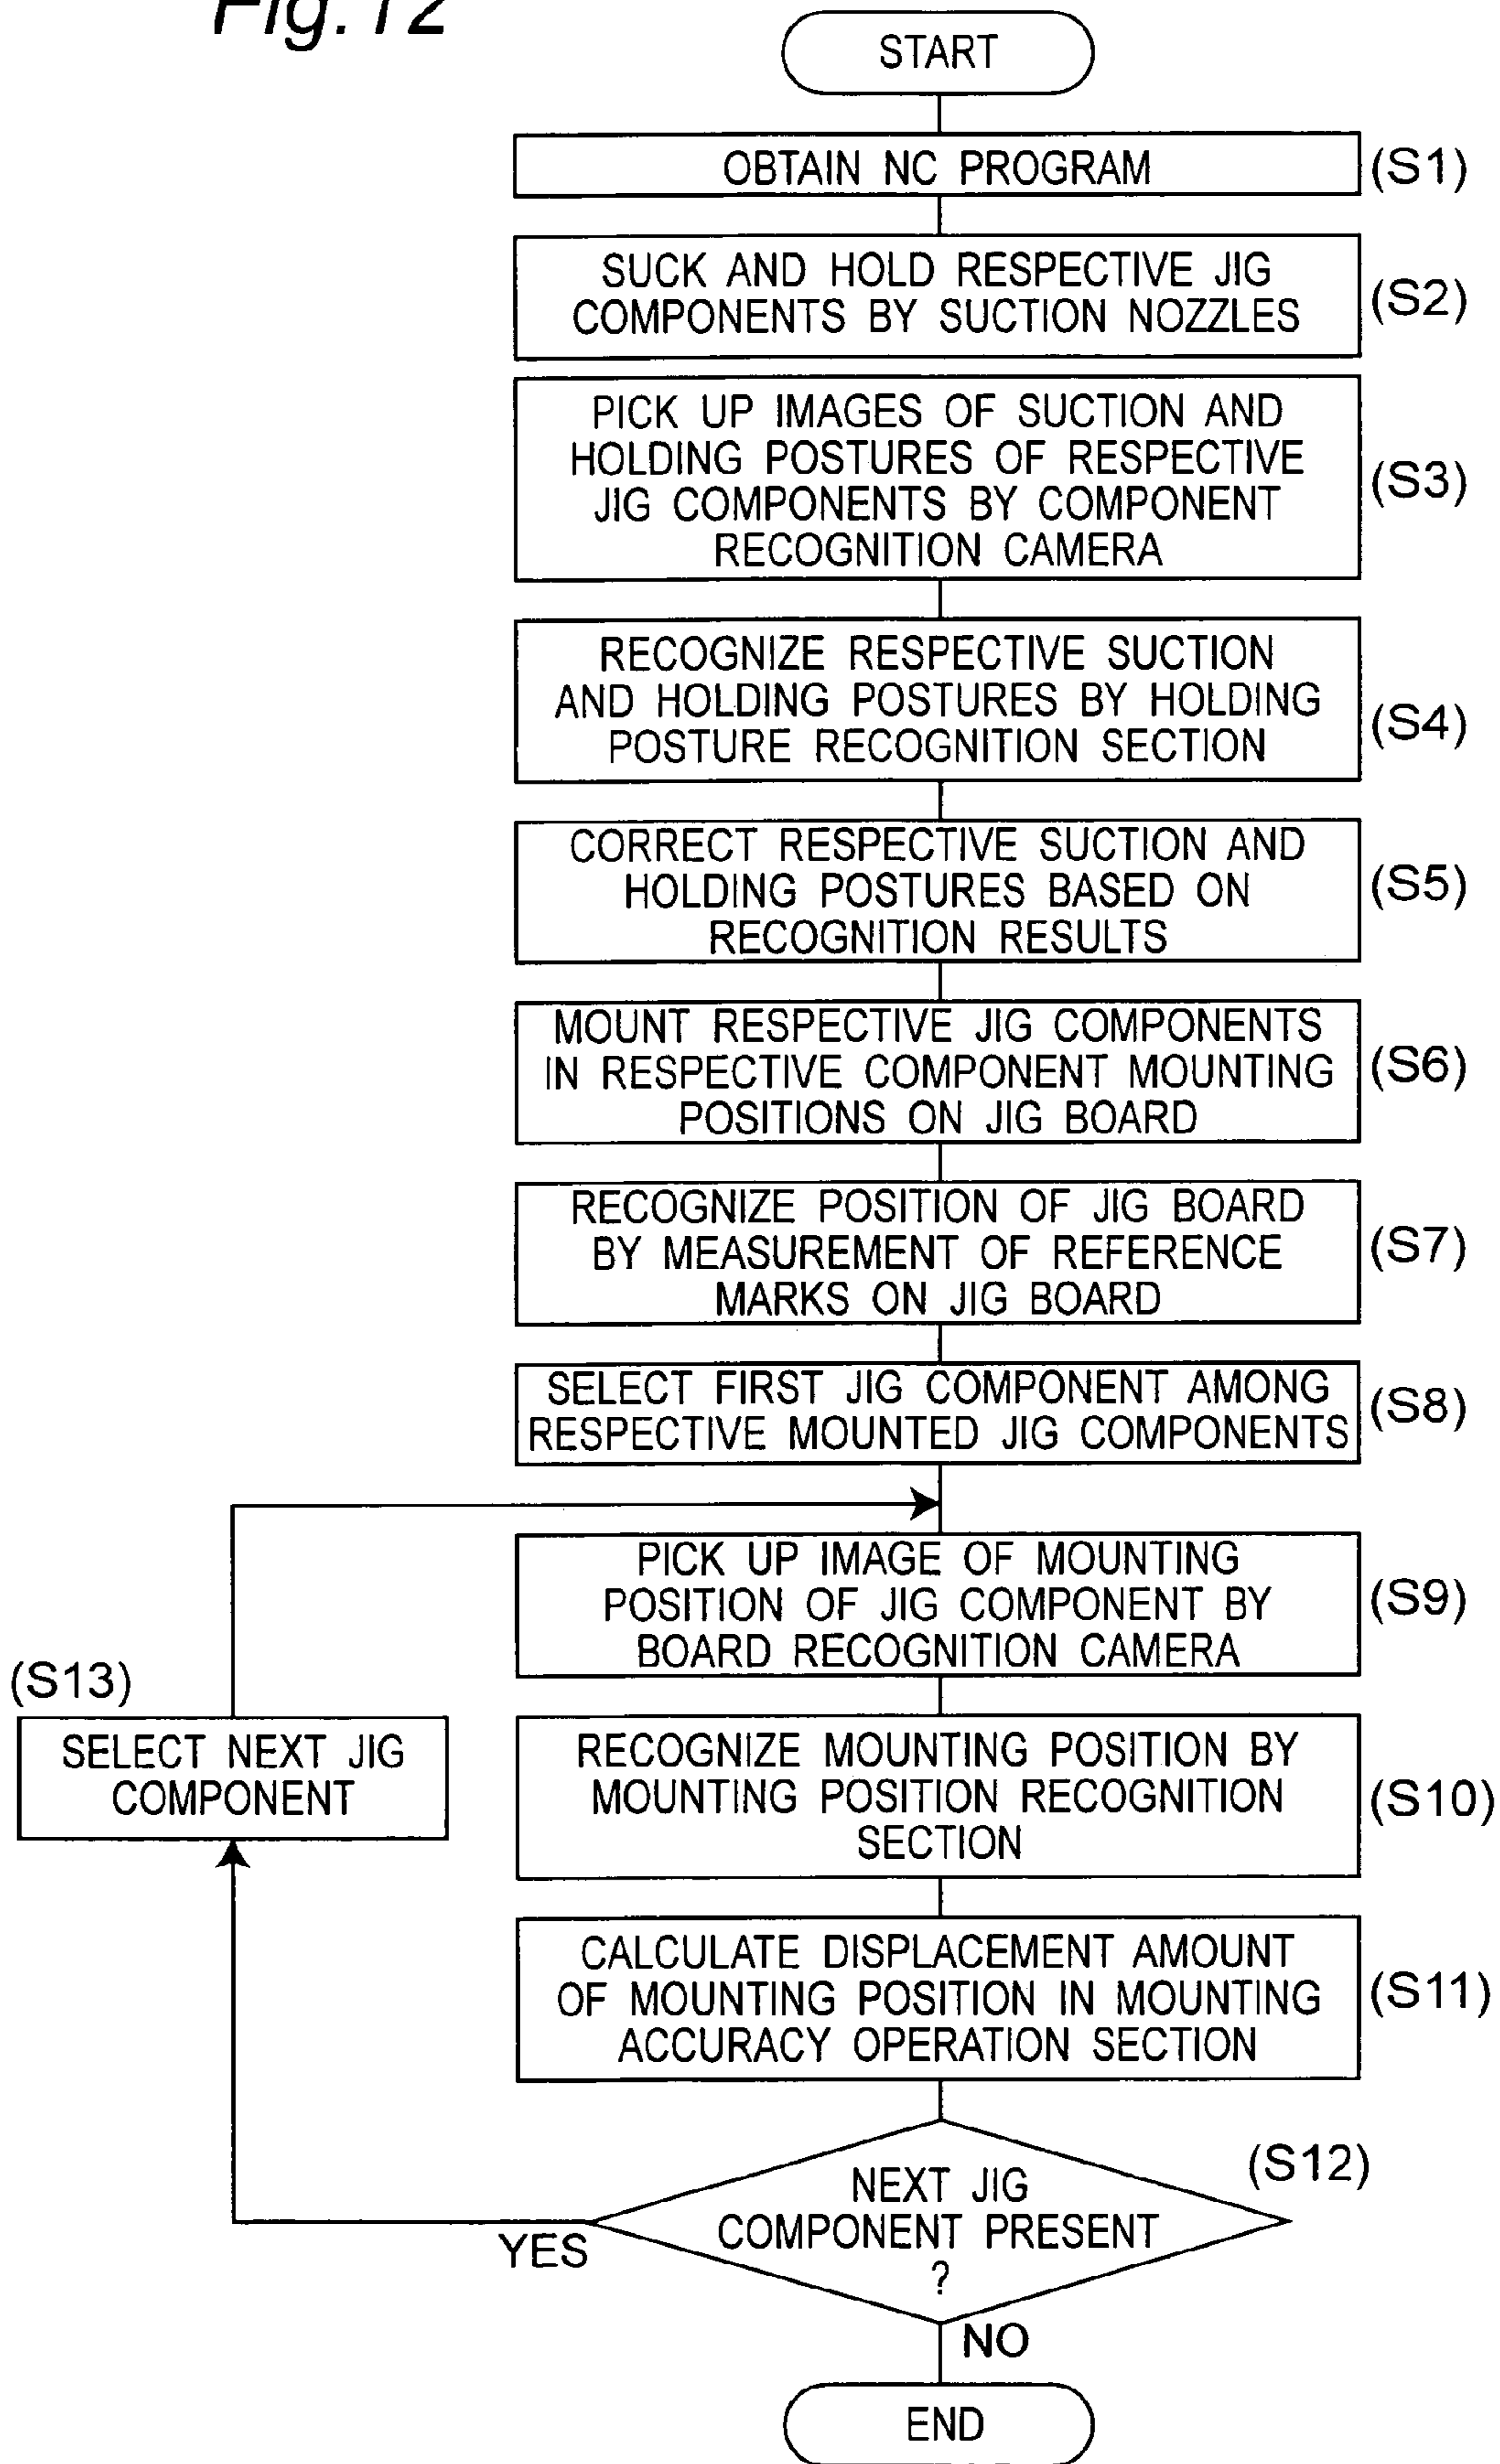 Fig. 12
START
OBTAIN NC PROGRAM
(S1)
SUCK AND HOLD RESPECTIVE JIG
COMPONENTS BY SUCTION NOZZLES
(S2)
PICK UP IMAGES OF SUCTION AND
HOLDING POSTURES OF RESPECTIVE
JIG COMPONENTS BY COMPONENT
RECOGNITION CAMERA
(S3)
RECOGNIZE RESPECTIVE SUCTION
AND HOLDING POSTURES BY HOLDING
POSTURE RECOGNITION SECTION
(S4)
CORRECT RESPECTIVE SUCTION AND
HOLDING POSTURES BASED ON
RECOGNITION RESULTS
(S5)
MOUNT RESPECTIVE JIG COMPONENTS
IN RESPECTIVE COMPONENT MOUNTING
POSITIONS ON JIG BOARD
(S6)
RECOGNIZE POSITION OF JIG BOARD
BY MEASUREMENT OF REFERENCE
MARKS ON JIG BOARD
(S7)
SELECT FIRST JIG COMPONENT AMONG
RESPECTIVE MOUNTED JIG COMPONENTS
(S8)
PICK UP IMAGE OF MOUNTING
POSITION OF JIG COMPONENT BY
BOARD RECOGNITION CAMERA
(S9)
(S13)
SELECT NEXT JIG
COMPONENT
RECOGNIZE MOUNTING POSITION BY
MOUNTING POSITION RECOGNITION
SECTION
(S10)
CALCULATE DISPLACEMENT AMOUNT
OF MOUNTING POSITION IN MOUNTING
ACCURACY OPERATION SECTION
(S11)
(S12)
NEXT JIG
COMPONENT PRESENT
?
YES
NO
END